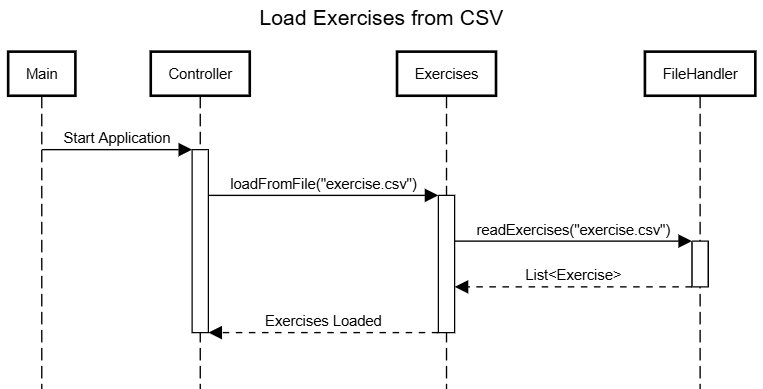 Load Exercises from CSV
Main
Controller
Exercises
FileHandler
Start Application
loadFromFile("exercise.csv")
readExercises("exercise.csv")
List<Exercise>
Exercises Loaded